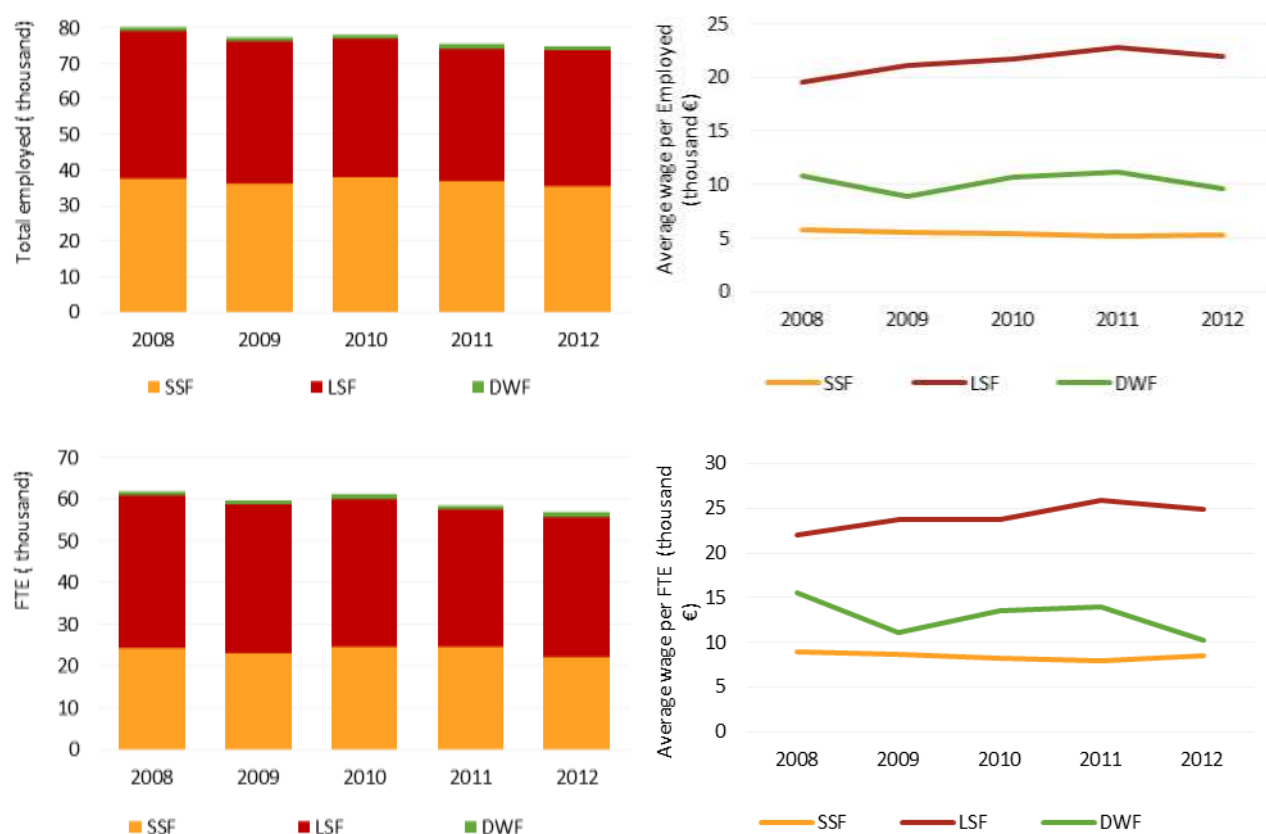 Total employed ( thousand)
80
70
60
50
40
30
20
10
0
2008 2009 2010 2011 2012
SSF LSF DWF
Average wage per Employed
(thousand €)
25
20
15
10
5
0
2008 2009 2010 2011 2012
SSF LSF DWF
FTE ( thousand)
70
60
50
40
30
20
10
0
2008 2009 2010 2011 2012
SSF LSF DWF
Average wage per FTE (thousand
€)
30
25
20
15
10
5
0
2008 2009 2010 2011 2012
SSF LSF DWF